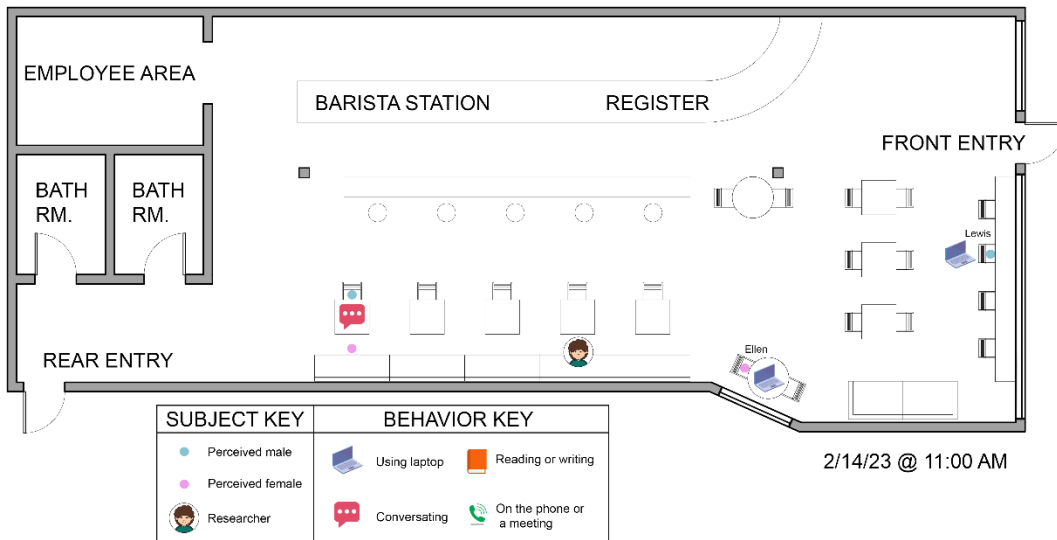 EMPLOYEE AREA
BARISTA STATION
REGISTER
FRONT ENTRY
BATH
RM.
BATH
RM.
Lewis
REAR ENTRY
Ellen
SUBJECT KEY
BEHAVIOR KEY
Perceived male
Using laptop
Reading or writing
Perceived female
Researcher
Conversating
On the phone or
a meeting
2/14/23 @ 11:00 AM